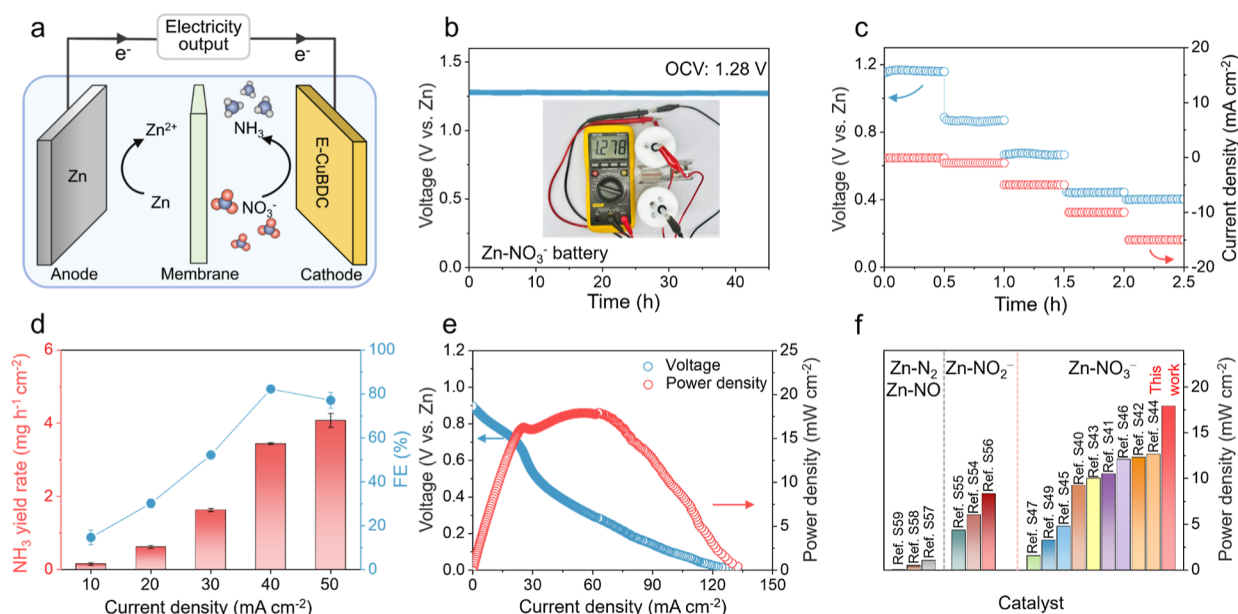 a
Electricity
output
e⁻
e⁻
Zn
Zn²⁺
Zn
NH₃
NO₃⁻
E-CuBDC
Anode
Membrane
Cathode
b
OCV: 1.28 V
1.278
Zn-NO₃⁻ battery
Voltage (V vs. Zn)
1.5
1.0
0.5
0.0
0 10 20 30 40
Time (h)
c
Voltage (V vs. Zn)
1.2
0.8
0.4
0.0
0.0 0.5 1.0 1.5 2.0 2.5
Time (h)
20
10
0
-10
-20
Current density (mA cm⁻²)
d
NH₃ yield rate (mg h⁻¹ cm⁻²)
6
4
2
0
10 20 30 40 50
Current density (mA cm⁻²)
100
80
60
40
20
0
FE (%)
e
Voltage
Power density
Voltage (V vs. Zn)
1.2
1.0
0.8
0.6
0.4
0.2
0.0
0 30 60 90 120 150
Current density (mA cm⁻²)
25
20
15
10
5
0
Power density (mW cm⁻²)
f
Zn-N₂
Zn-NO
Zn-NO₂⁻
Zn-NO₃⁻
Ref. S59
Ref. S58
Ref. S57
Ref. S55
Ref. S54
Ref. S56
Ref. S47
Ref. S49
Ref. S45
Ref. S40
Ref. S43
Ref. S41
Ref. S46
Ref. S42
Ref. S44
This work
Catalyst
20
15
10
5
0
Power density (mW cm⁻²)